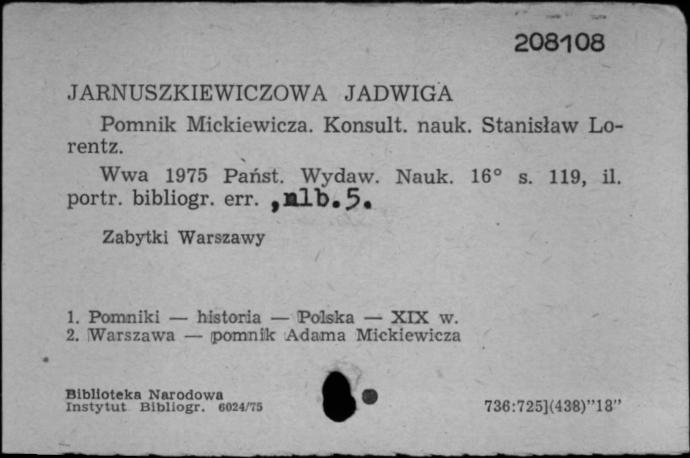 208108
JARNUSZKIEWICZOWA JADWIGA
Pomnik Mickiewicza. Konsult. nauk. Stanisław Lo-
rentz.
Wwa 1975 Państ. Wydaw. Nauk. 16° s. 119, il.
portr. bibliogr. err. ,nlb.5.
Zabytki Warszawy
1. Pomniki — historia — Polska — XIX w.
2. Warszawa — pomnik Adama Mickiewicza
Biblioteka Narodowa
Instytut Bibliogr. 6024/75
736:725](438)"18"